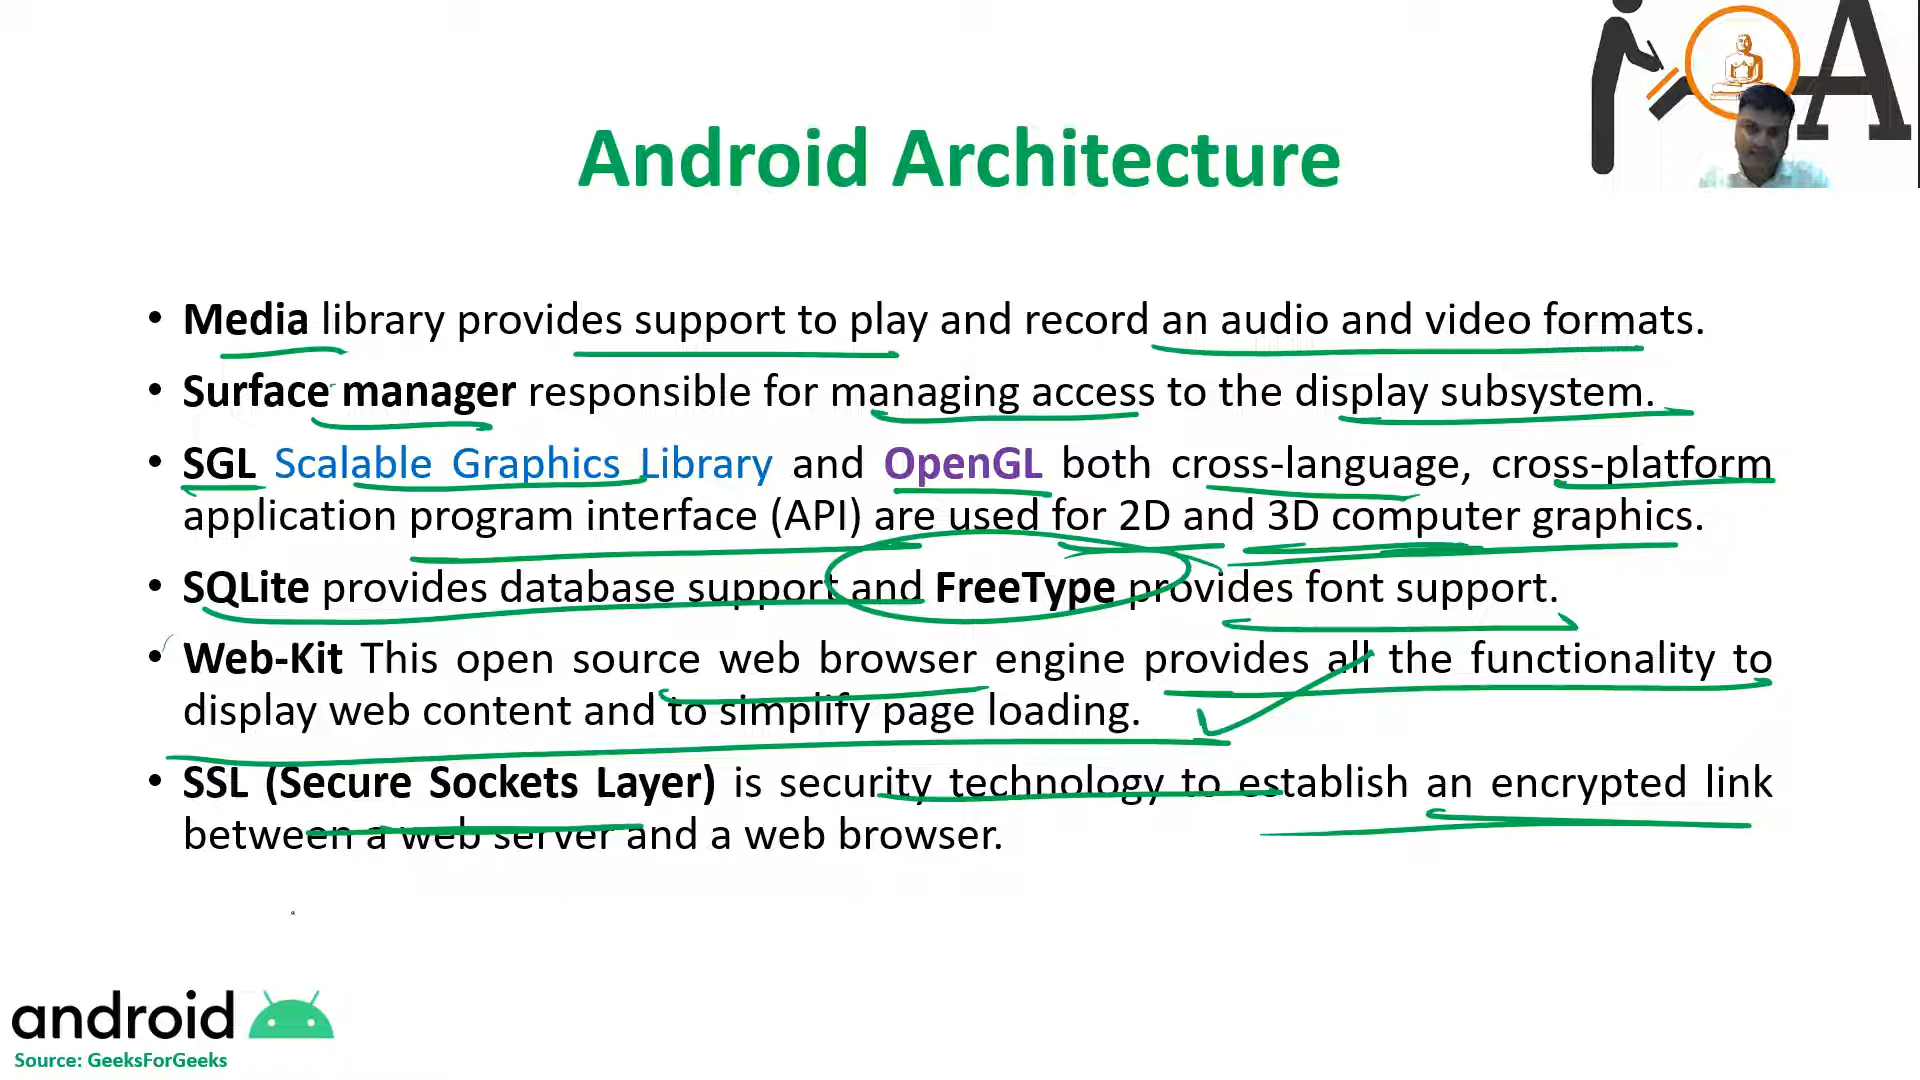 A
Android Architecture
• Media library provides support to play and record an audio and video formats.
• Surface manager responsible for managing access to the display subsystem.
• SGL Scalable Graphics Library and OpenGL both cross-language, cross-platform
application program interface (API) are used for 2D and 3D computer graphics.
• SQLite provides database support and FreeType provides font support.
• Web-Kit This open source web browser engine provides all the functionality to
display web content and to simplify page loading.
• SSL (Secure Sockets Layer) is security technology to establish an encrypted link
between a web server and a web browser.
android
Source: GeeksForGeeks